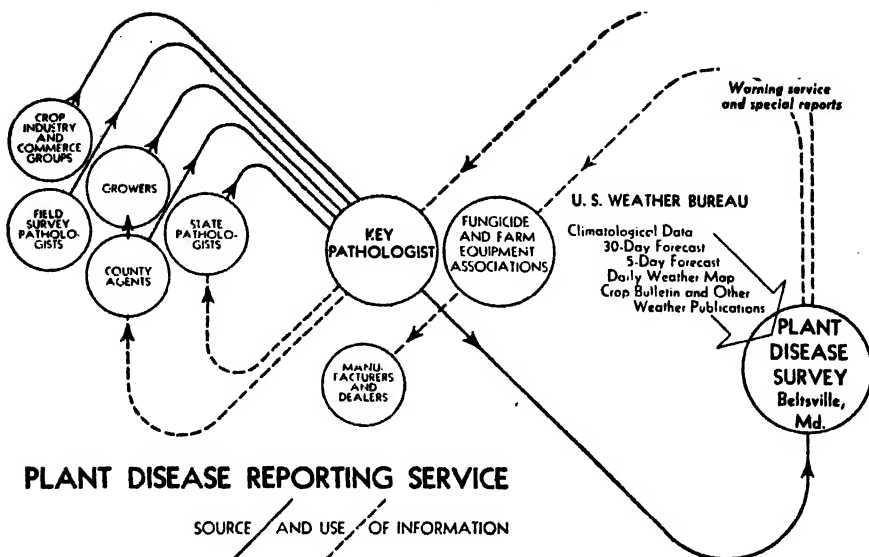 Warning service
and special reports
CROP
INDUSTRY
AND
COMMERCE
GROUPS
GROWERS
FIELD
SURVEY
PATHOLO-
GISTS
STATE
PATHOLO-
GISTS
COUNTY
AGENTS
KEY
PATHOLOGIST
FUNGICIDE
AND FARM
EQUIPMENT
ASSOCIATIONS
MANU-
FACTURERS
AND
DEALERS
U. S. WEATHER BUREAU
Climatological Data
30-Day Forecast
5-Day Forecast
Daily Weather Map
Crop Bulletin and Other
Weather Publications
PLANT
DISEASE
SURVEY
Beltsville,
Md.
PLANT DISEASE REPORTING SERVICE
SOURCE AND USE OF INFORMATION